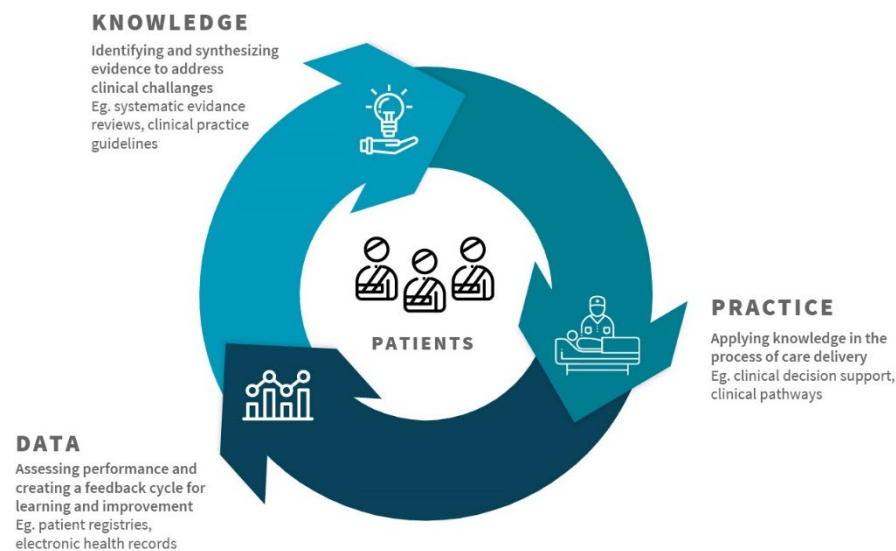 KNOWLEDGE
Identifying and synthesizing
evidence to address
clinical challanges
Eg. systematic evidance
reviews, clinical practice
guidelines
PATIENTS
PRACTICE
Applying knowledge in the
process of care delivery
Eg. clinical decision support,
clinical pathways
DATA
Assessing performance and
creating a feedback cycle for
learning and improvement
Eg. patient registries,
electronic health records